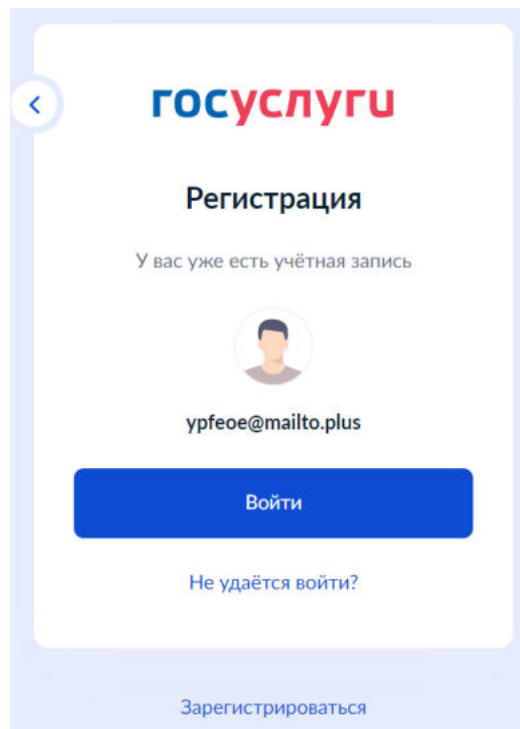 госуслуги
Регистрация
У вас уже есть учётная запись
ypfeoe@mailto.plus
Войти
Не удаётся войти?
Зарегистрироваться